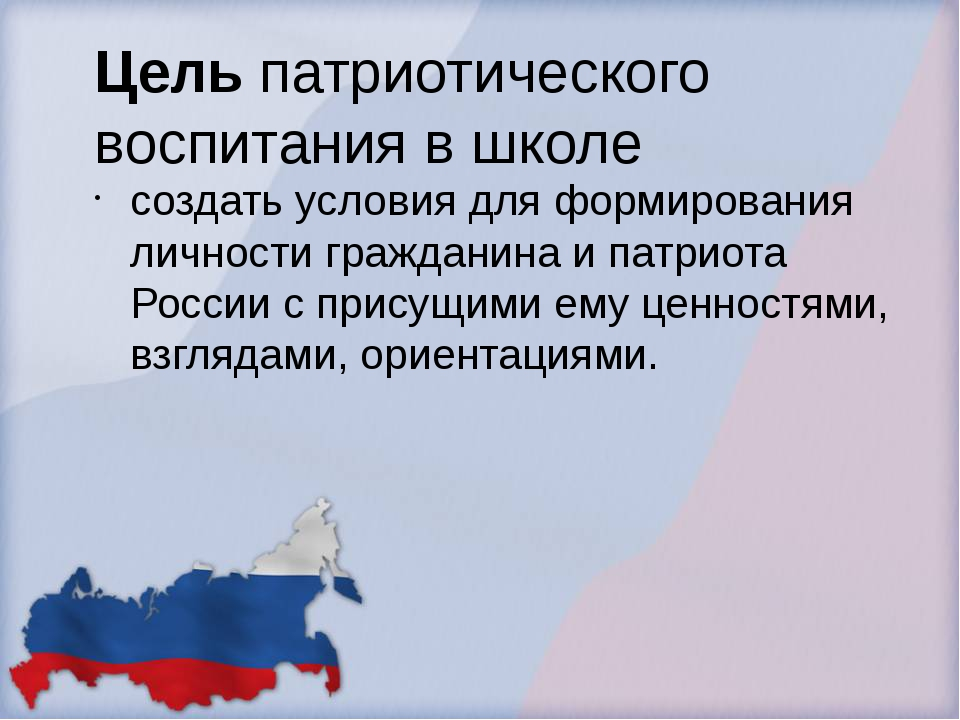 Цель патриотического
воспитания в школе
• создать условия для формирования
личности гражданина и патриота
России с присущими ему ценностями,
взглядами, ориентациями.